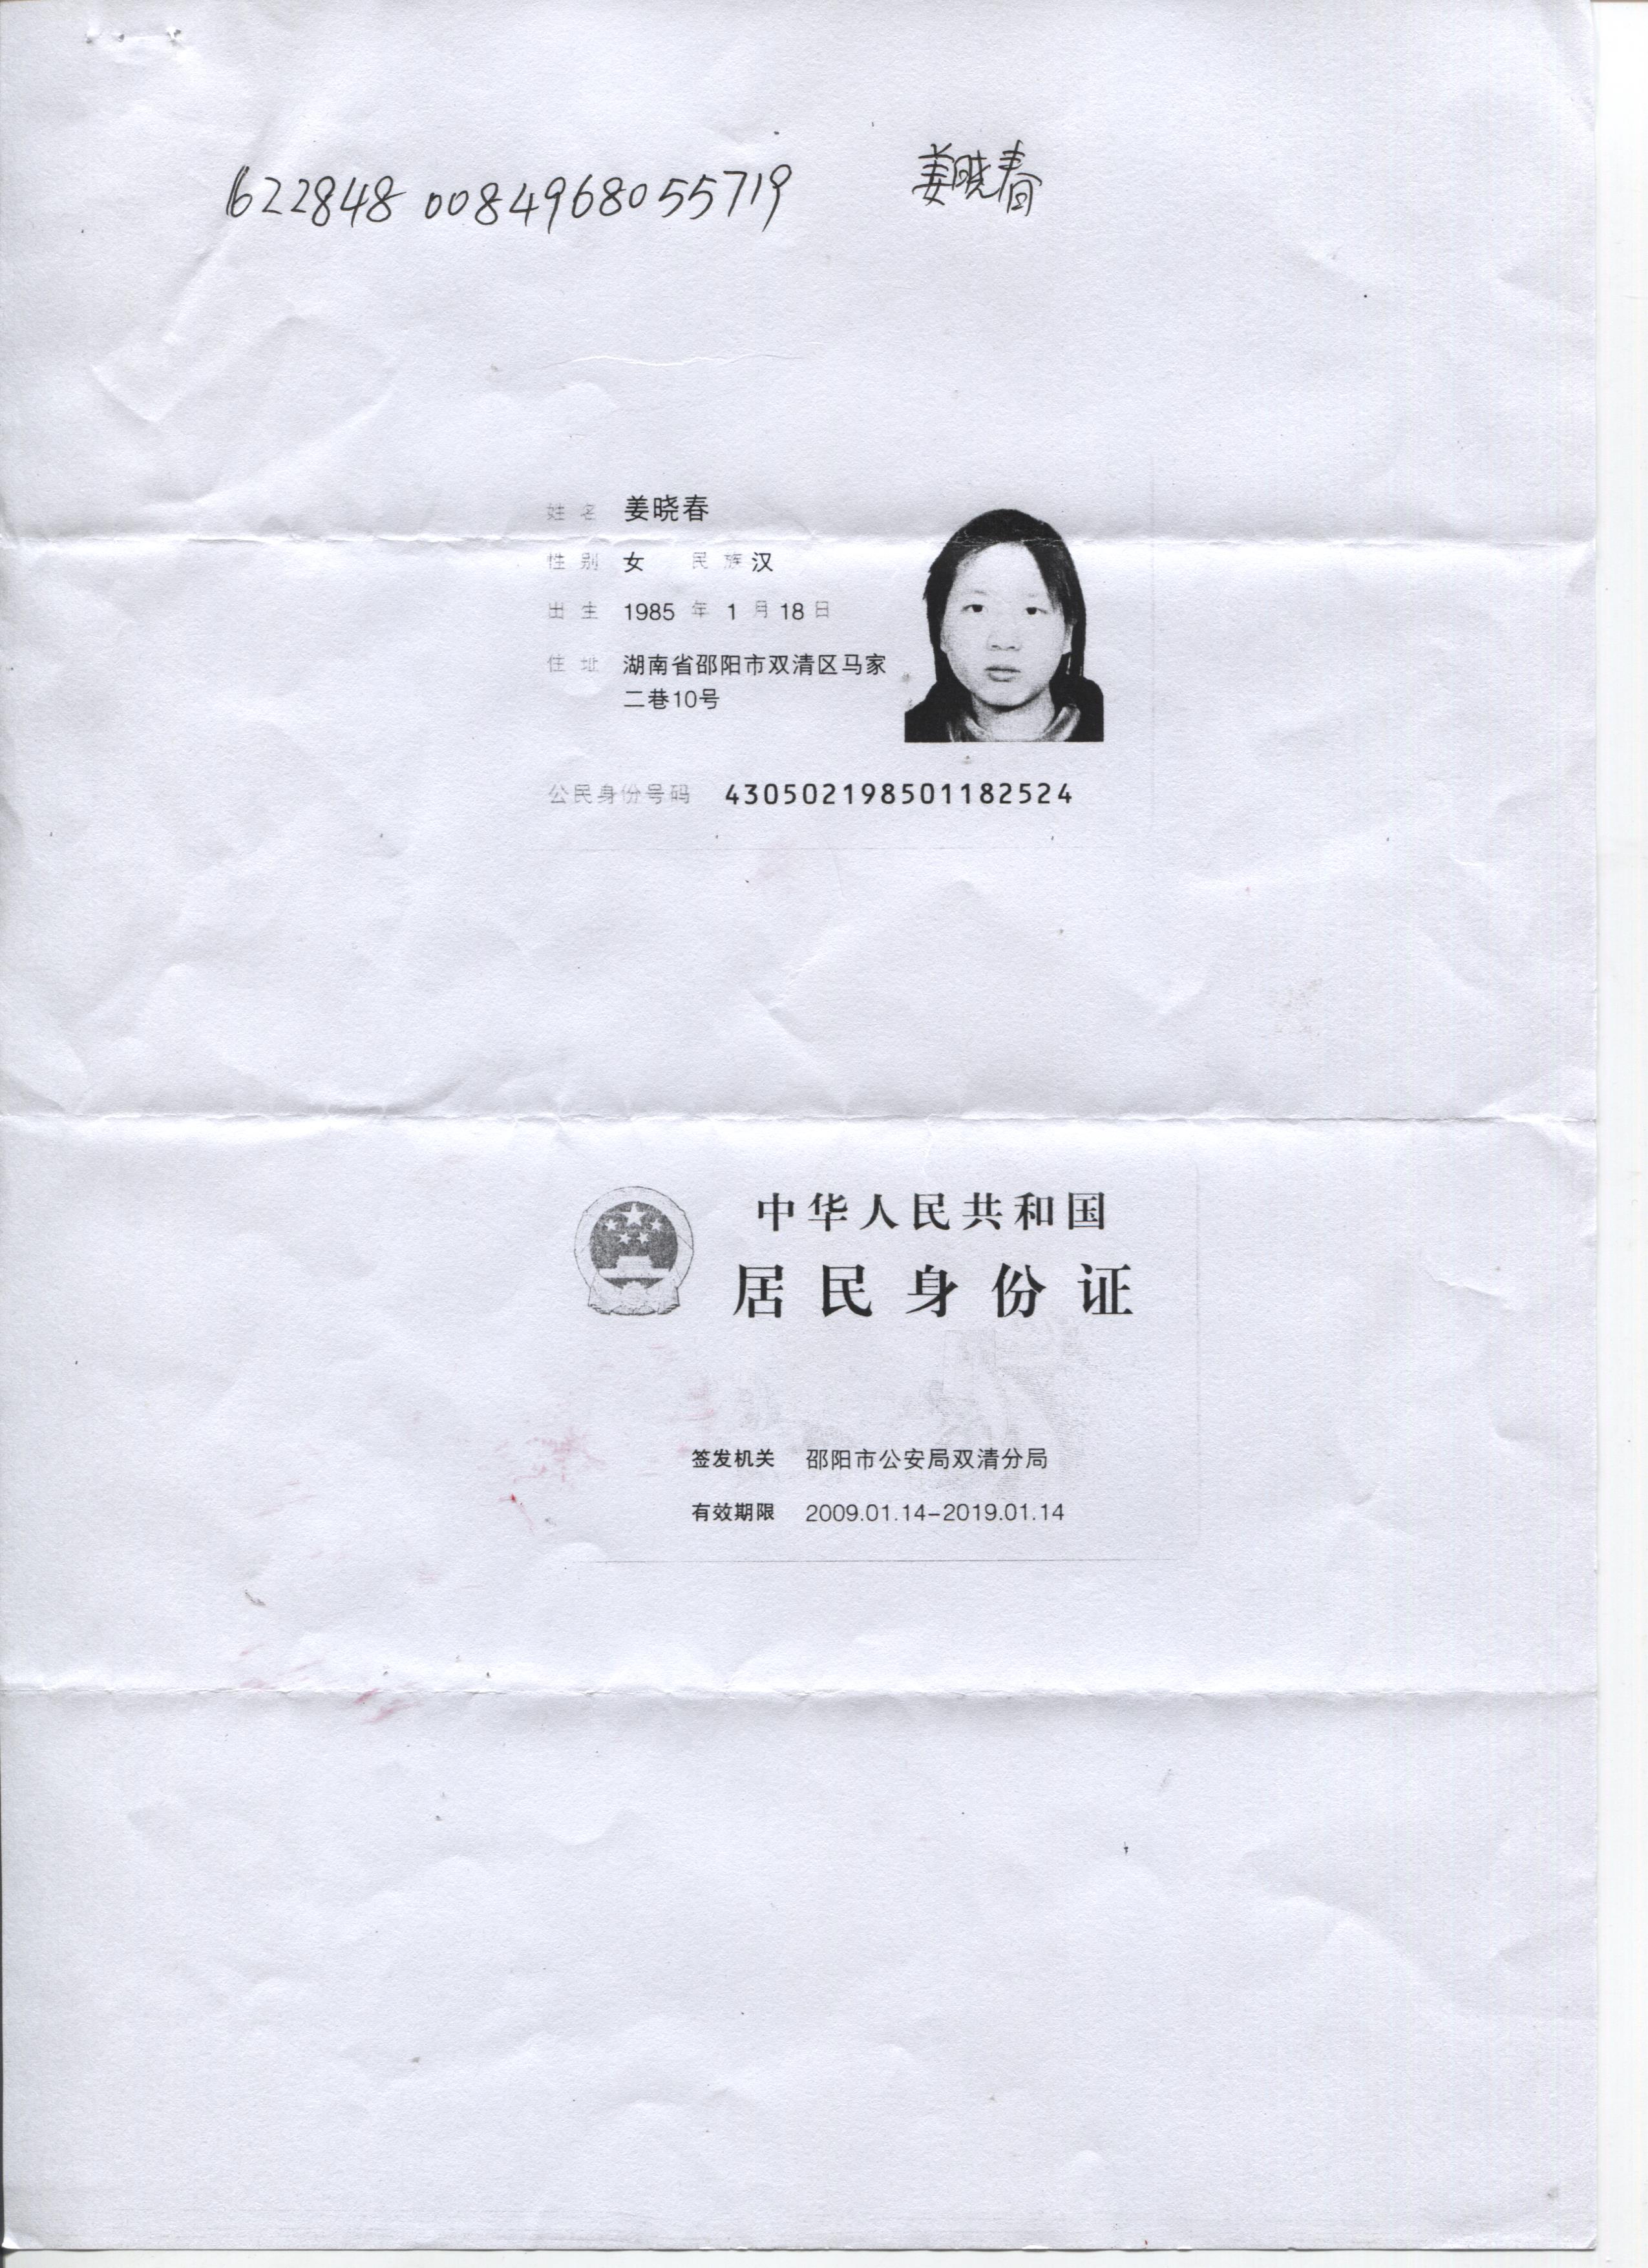 622848 0084968055719 姜晓春
姓名 姜晓春
性别 女 民族 汉
出生 1985 年 1 月 18 日
住址 湖南省邵阳市双清区马家
二巷10号
公民身份号码 430502198501182524
中华人民共和国
居民身份证
签发机关 邵阳市公安局双清分局
有效期限 2009.01.14-2019.01.14